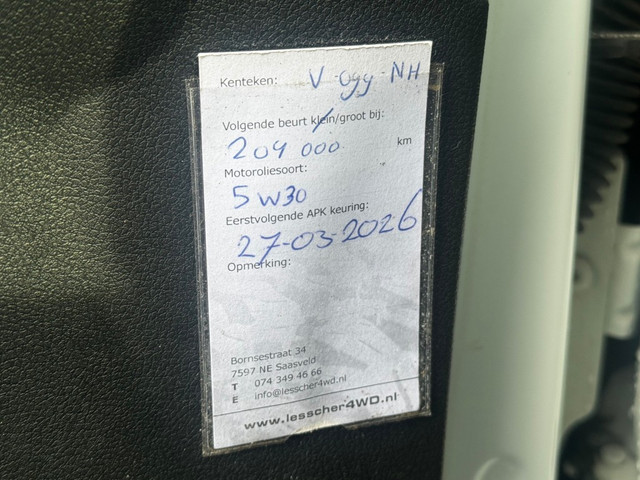 Kenteken: V-099-NH
Volgende beurt klein/groot bij:
204 000 km
Motoroliesoort:
5W30
Eerstvolgende APK keuring:
27-03-2026
Opmerking:
Bornsestraat 34
7597 NE Saasveld
T 074 349 46 66
E info@lesscher4wd.nl
www.lesscher4WD.nl